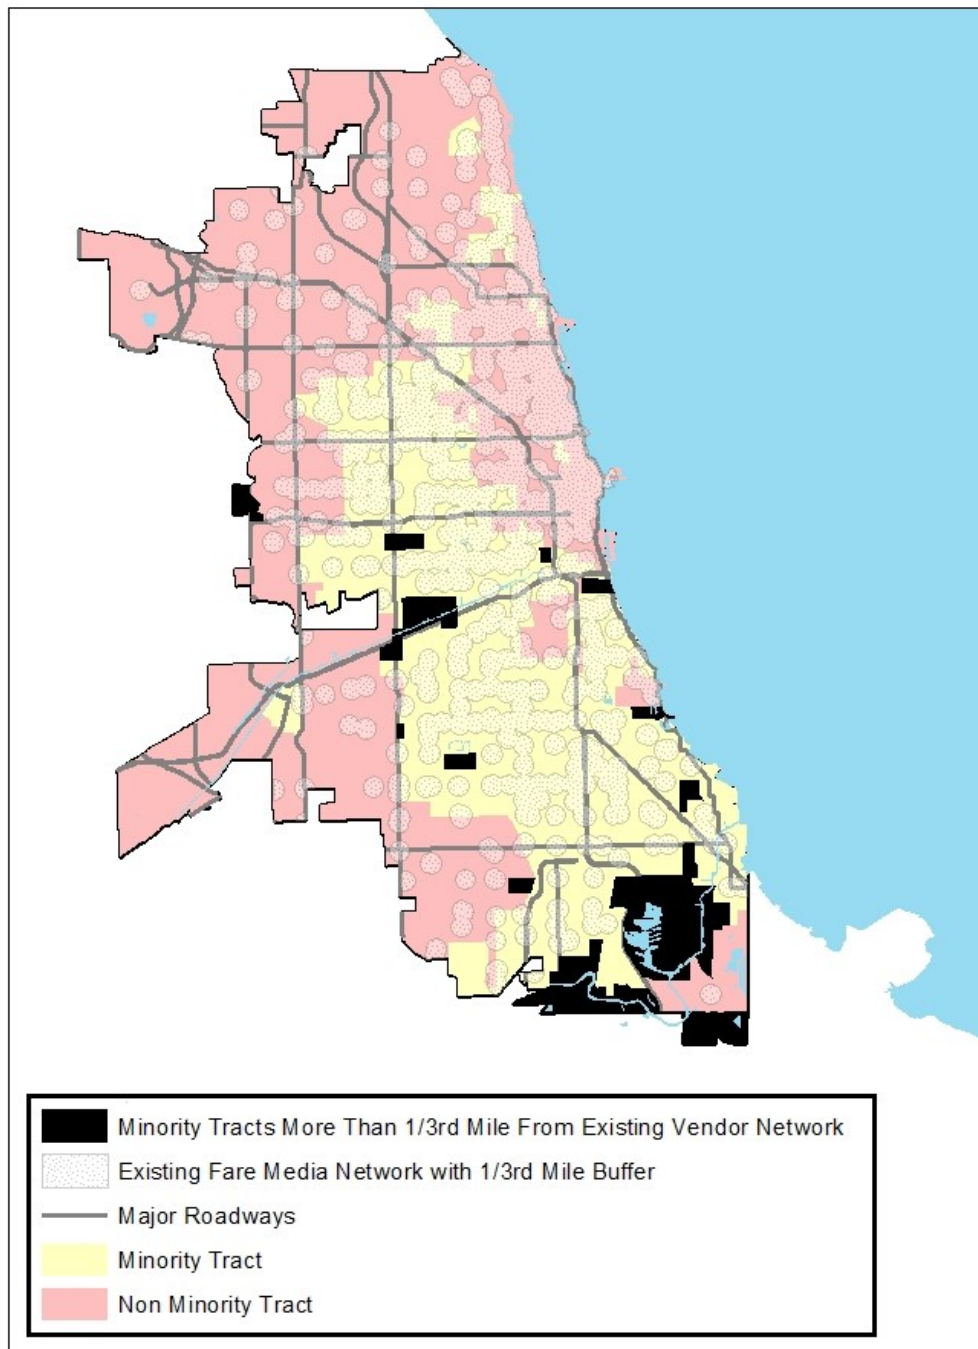 Minority Tracts More Than 1/3rd Mile From Existing Vendor Network
Existing Fare Media Network with 1/3rd Mile Buffer
Major Roadways
Minority Tract
Non Minority Tract